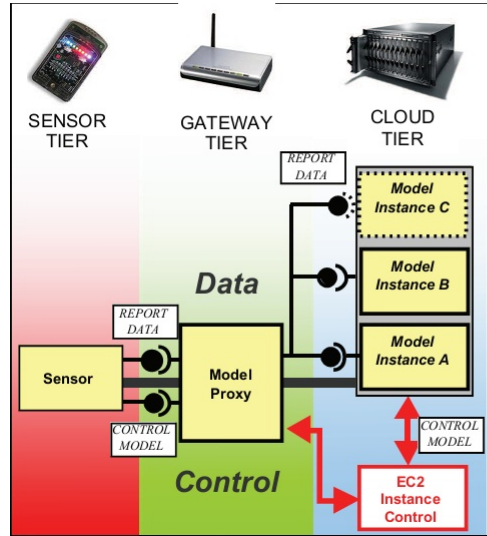 SENSOR
TIER
GATEWAY
TIER
CLOUD
TIER
REPORT
DATA
Model
Instance C
Model
Instance B
Data
REPORT
DATA
Model
Instance A
Sensor
Model
Proxy
CONTROL
MODEL
CONTROL
MODEL
Control
EC2
Instance
Control